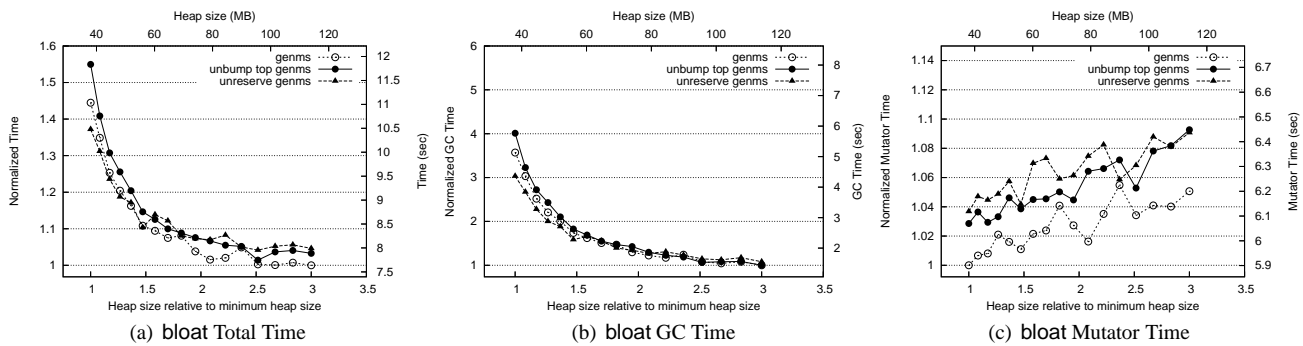 Heap size (MB)
40 60 80 100 120 140
1.6
1.5
1.4
1.3
1.2
1.1
1
Normalized Time
genms
unbump top genms
unreserve genms
12
11.5
11
10.5
10
9.5
9
8.5
8
7.5
Time (sec)
1 1.5 2 2.5 3 3.5
Heap size relative to minimum heap size
(a) bloat Total Time
Heap size (MB)
40 60 80 100 120 140
6
5
4
3
2
1
Normalized GC Time
genms
unbump top genms
unreserve genms
8
7
6
5
4
3
2
GC Time (sec)
1 1.5 2 2.5 3 3.5
Heap size relative to minimum heap size
(b) bloat GC Time
Heap size (MB)
40 60 80 100 120 140
1.14
1.12
1.1
1.08
1.06
1.04
1.02
1
Normalized Mutator Time
genms
unbump top genms
unreserve genms
6.7
6.6
6.5
6.4
6.3
6.2
6.1
6
5.9
Mutator Time (sec)
1 1.5 2 2.5 3 3.5
Heap size relative to minimum heap size
(c) bloat Mutator Time